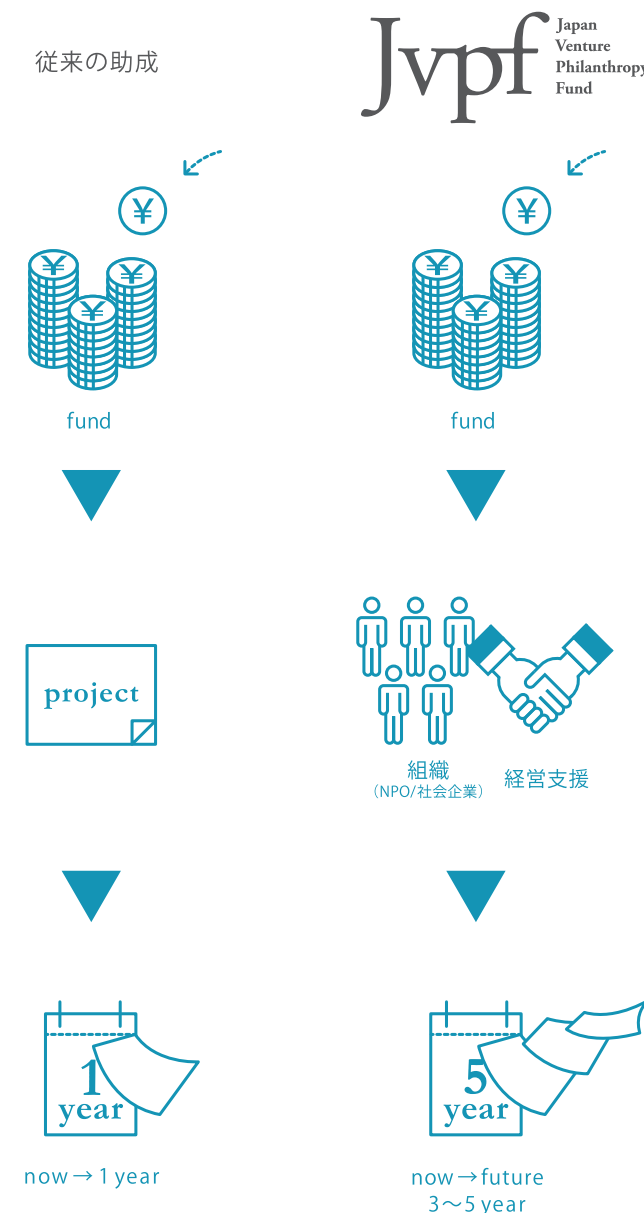 従来の助成
Jvpf
Japan
Venture
Philanthropy
Fund
¥
¥
¥ ¥
¥
¥ ¥
¥
fund
fund
project
組織
(NPO/社会企業)
経営支援
1
year
5
year
now → 1 year
now → future
3〜5 year